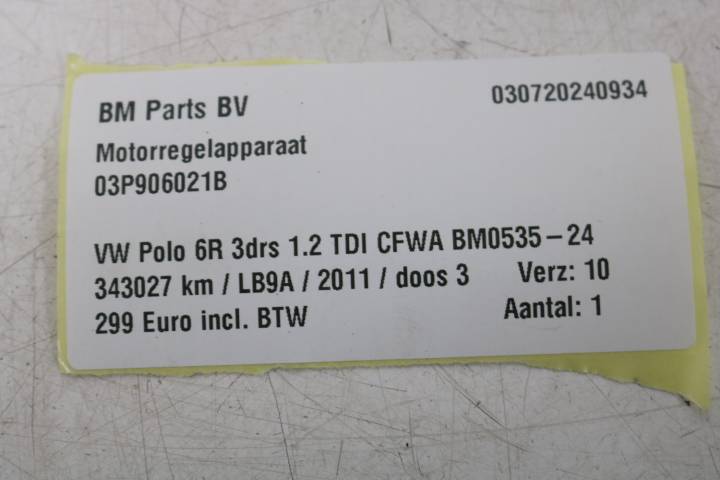 BM Parts BV 030720240934
Motorregelapparaat
03P906021B
VW Polo 6R 3drs 1.2 TDI CFWA BM0535-24
343027 km / LB9A / 2011 / doos 3 Verz: 10
299 Euro incl. BTW Aantal: 1